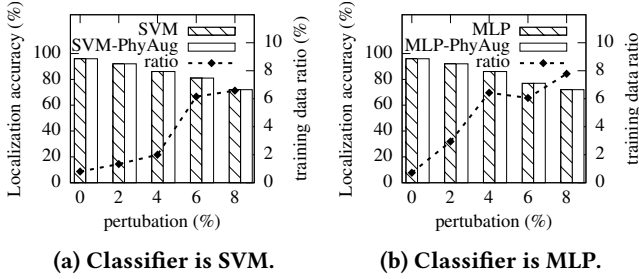 Localization accuracy (%)
100
80
60
40
20
0
SVM
SVM-PhyAug
ratio
10
8
6
4
2
0
training data ratio (%)
0 2 4 6 8
pertubation (%)
(a) Classifier is SVM.
Localization accuracy (%)
100
80
60
40
20
0
MLP
MLP-PhyAug
ratio
10
8
6
4
2
0
training data ratio (%)
0 2 4 6 8
pertubation (%)
(b) Classifier is MLP.